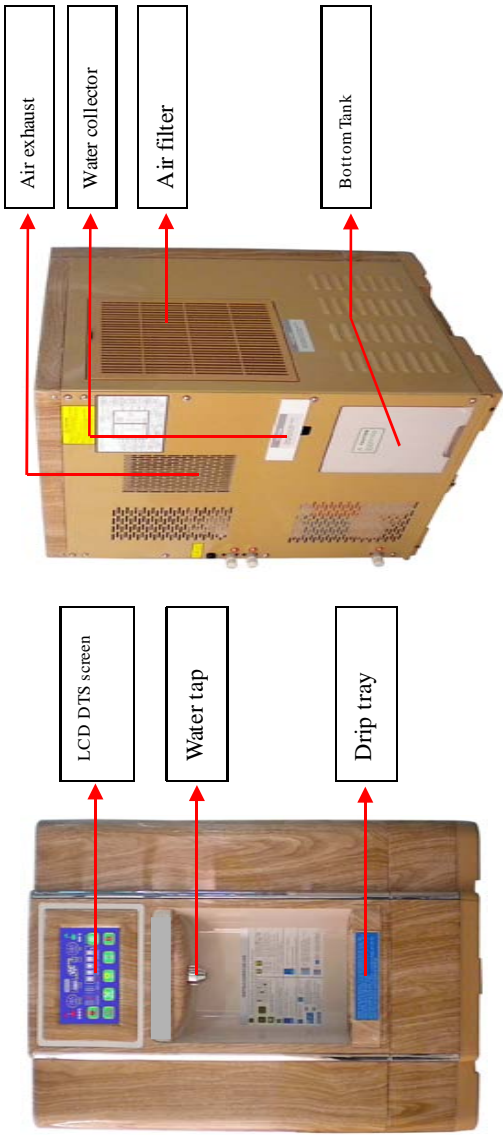 Air exhaust
Water collector
Air filter
Bottom Tank
LCD DTS screen
Water tap
Drip tray